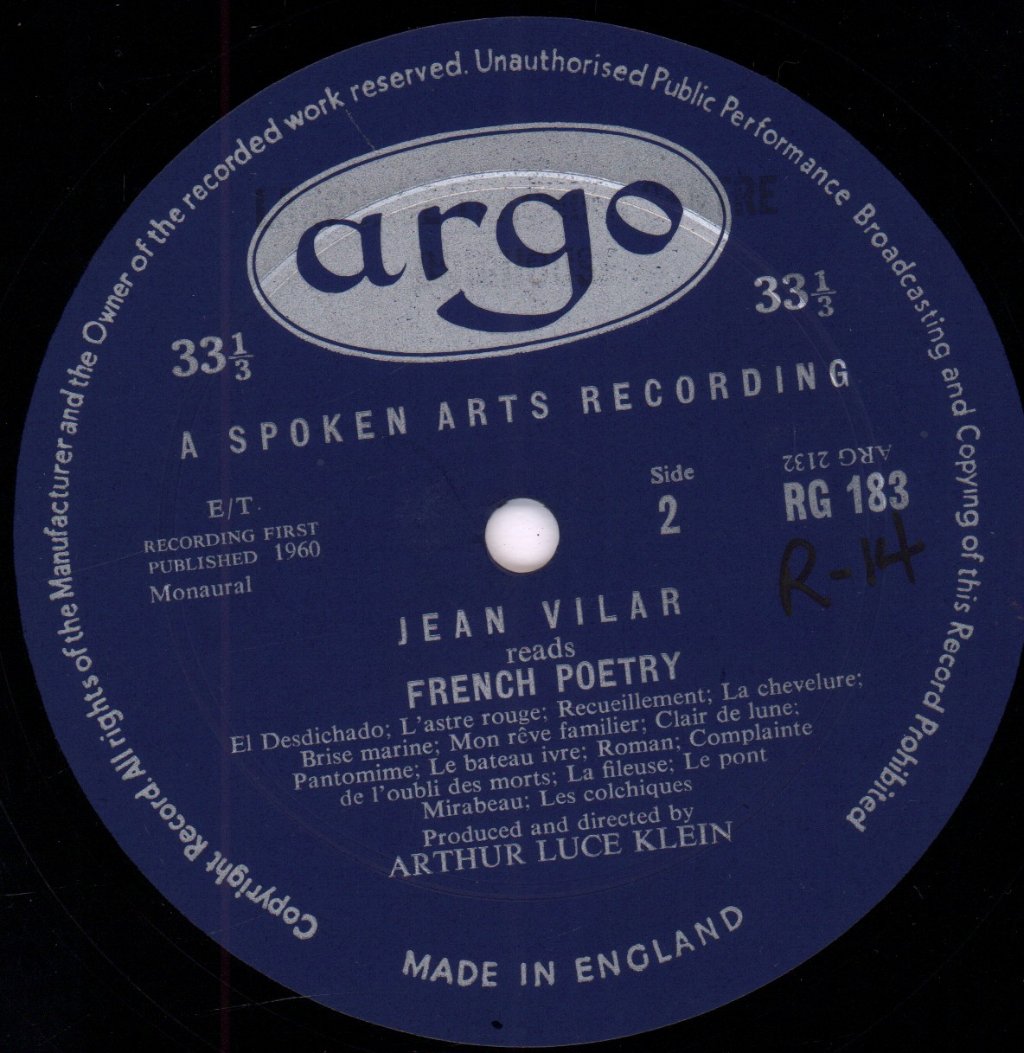 Copyright Record. All rights of the Manufacturer and the Owner of the recorded work reserved. Unauthorised Public Performance Broadcasting and Copying of this Record Prohibited
argo
33 1/3
33 1/3
A SPOKEN ARTS RECORDING
E/T.
RECORDING FIRST
PUBLISHED 1960
Monaural
Side
2
ARG 2132
RG 183
R-14
JEAN VILAR
reads
FRENCH POETRY
El Desdichado; L'astre rouge; Recueillement; La chevelure;
Brise marine; Mon rêve familier; Clair de lune;
Pantomime; Le bateau ivre; Roman; Complainte
de l'oubli des morts; La fileuse; Le pont
Mirabeau; Les colchiques
Produced and directed by
ARTHUR LUCE KLEIN
MADE IN ENGLAND